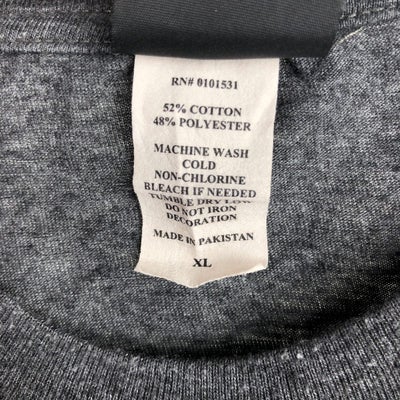 RN# 0101531
52% COTTON
48% POLYESTER
MACHINE WASH
COLD
NON-CHLORINE
BLEACH IF NEEDED
TUMBLE DRY LOW
DO NOT IRON
DECORATION
MADE IN PAKISTAN
XL